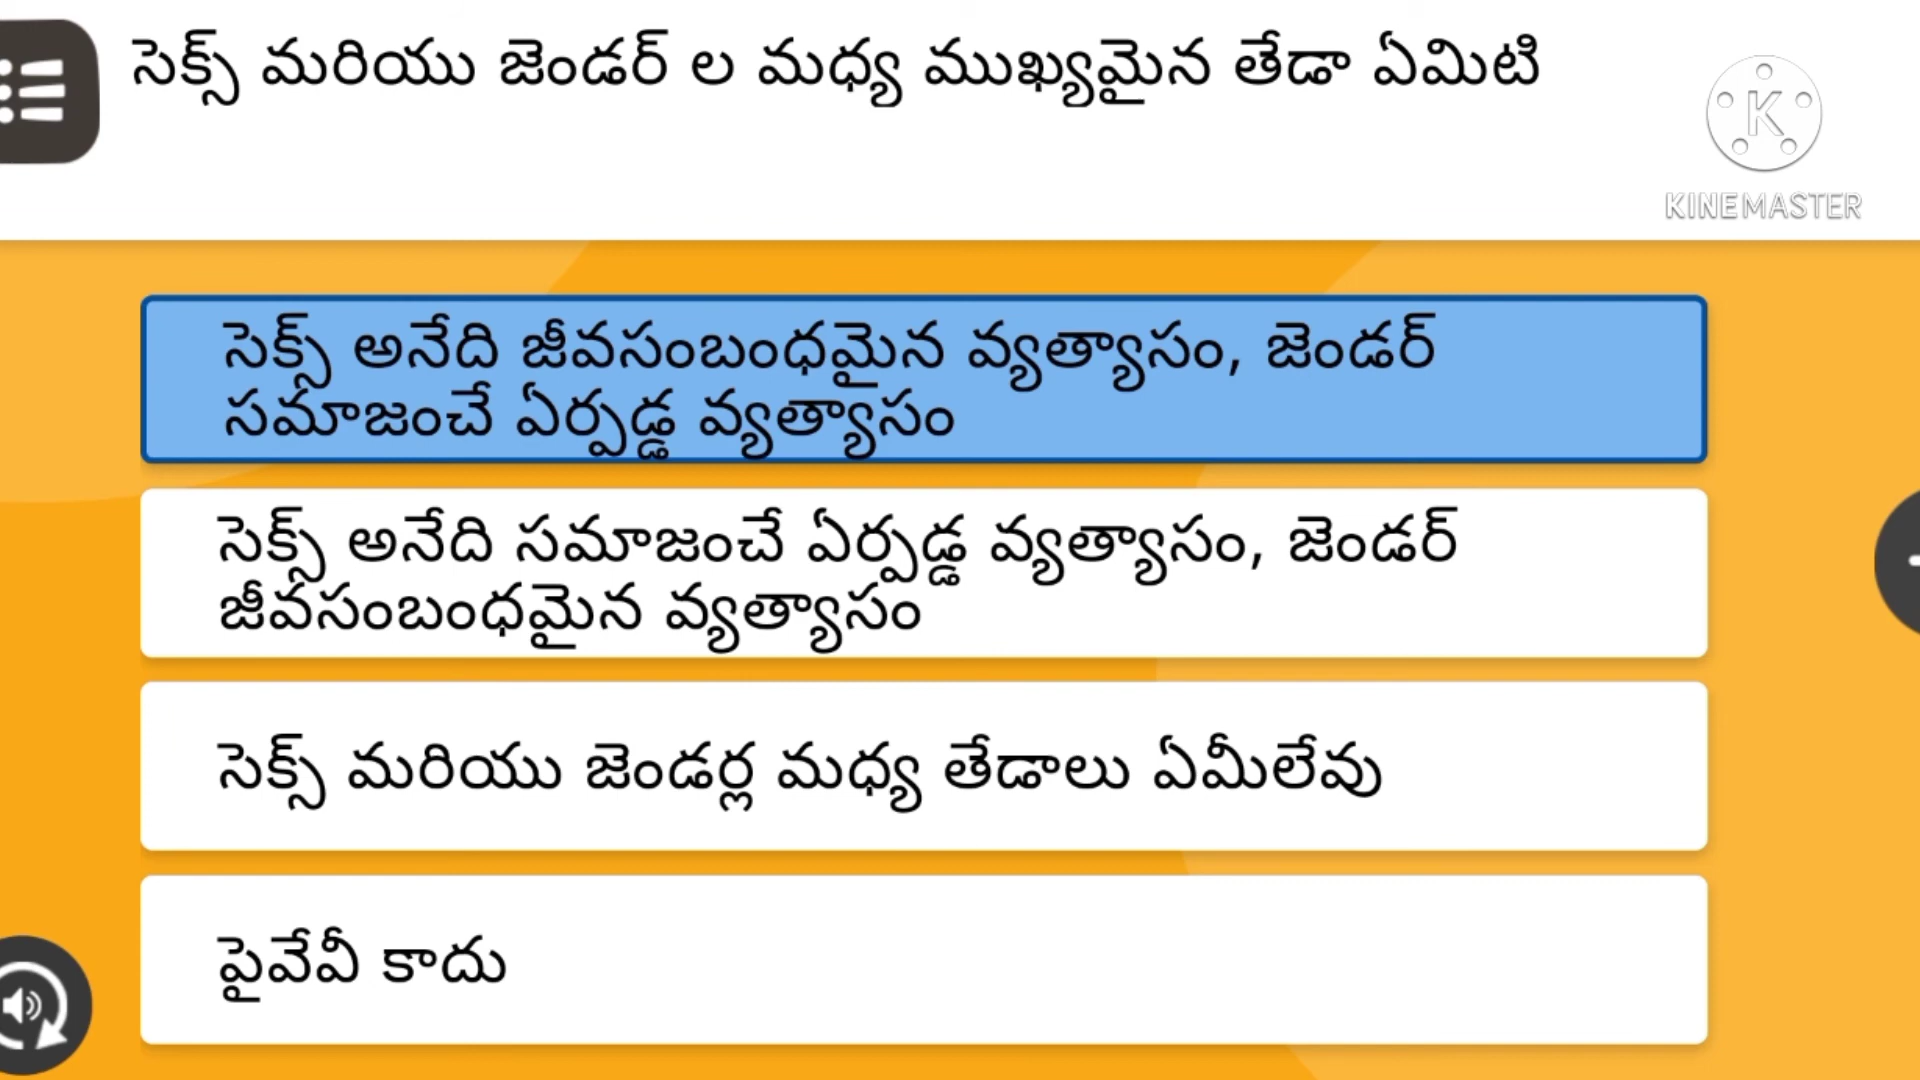 సెక్స్ మరియు జెండర్ ల మధ్య ముఖ్యమైన తేడా ఏమిటి
K
KINEMASTER
సెక్స్ అనేది జీవసంబంధమైన వ్యత్యాసం, జెండర్
సమాజంచే ఏర్పడ్డ వ్యత్యాసం
సెక్స్ అనేది సమాజంచే ఏర్పడ్డ వ్యత్యాసం, జెండర్
జీవసంబంధమైన వ్యత్యాసం
సెక్స్ మరియు జెండర్ల మధ్య తేడాలు ఏమీలేవు
పైవేవీ కాదు